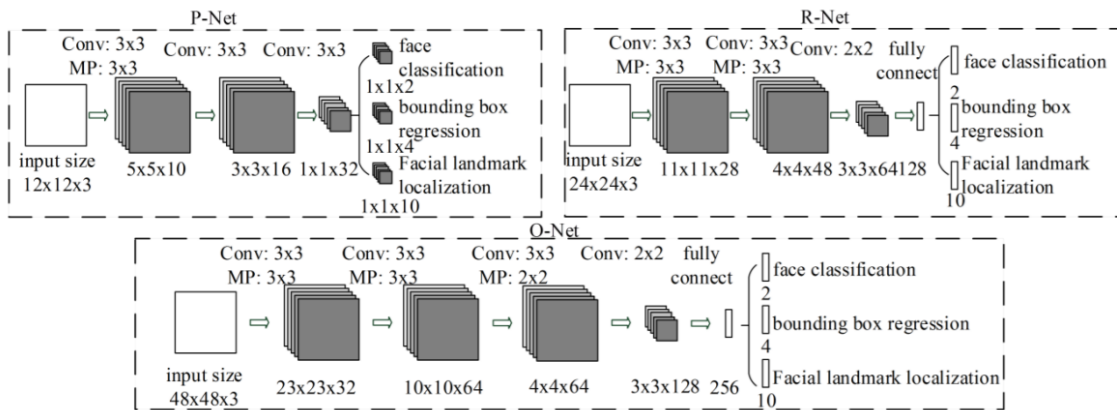 P-Net
Conv: 3x3 Conv: 3x3 Conv: 3x3
MP: 3x3
face
classification
1x1x2
bounding box
regression
1x1x4
Facial landmark
localization
1x1x10
input size
12x12x3
5x5x10
3x3x16
1x1x32
R-Net
Conv: 3x3 Conv: 3x3 Conv: 2x2
MP: 3x3 MP: 3x3
fully
connect
face classification
2
bounding box
regression
4
Facial landmark
localization
10
input size
24x24x3
11x11x28
4x4x48
3x3x64
128
O-Net
Conv: 3x3 Conv: 3x3 Conv: 3x3 Conv: 2x2
MP: 3x3 MP: 3x3 MP: 2x2
fully
connect
face classification
2
bounding box regression
4
Facial landmark localization
10
input size
48x48x3
23x23x32
10x10x64
4x4x64
3x3x128
256